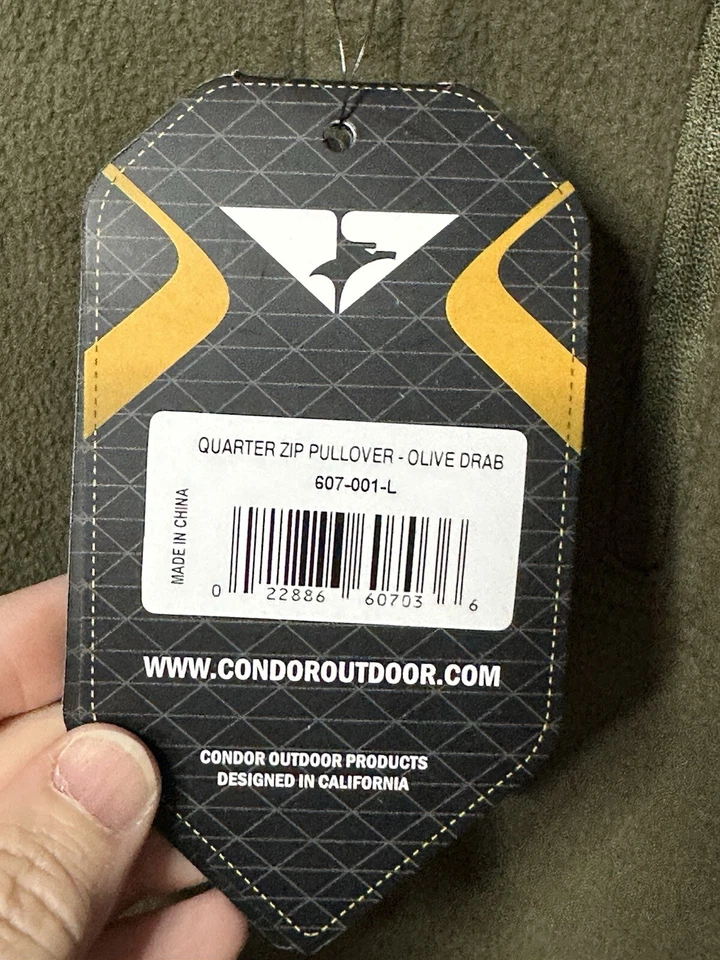 QUARTER ZIP PULLOVER - OLIVE DRAB
607-001-L
MADE IN CHINA
0 22886 60703 6
WWW.CONDOROUTDOOR.COM
CONDOR OUTDOOR PRODUCTS
DESIGNED IN CALIFORNIA